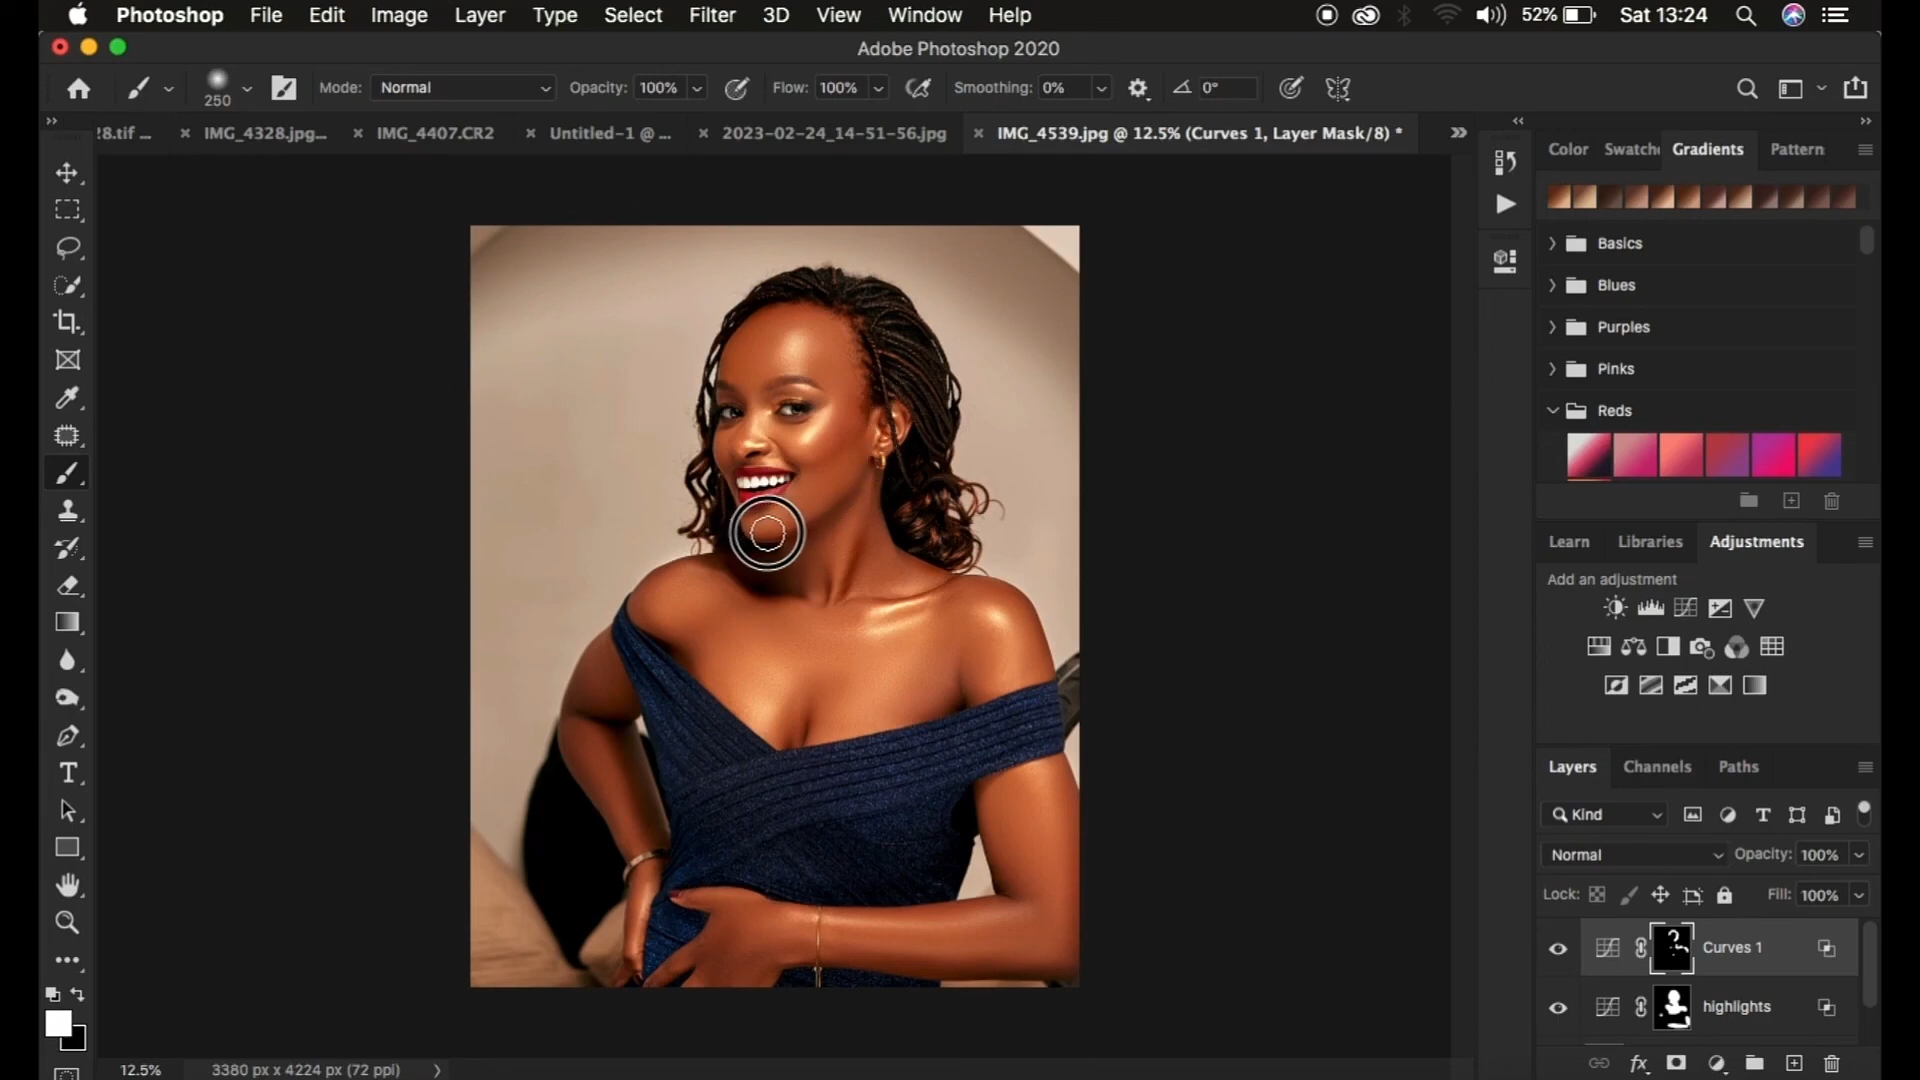 Photoshop File Edit Image Layer Type Select Filter 3D View Window Help 52% Sat 13:24
Adobe Photoshop 2020
250 Mode: Normal Opacity: 100% Flow: 100% Smoothing: 0% 0°
28.tif ... IMG_4328.jpg... IMG_4407.CR2 Untitled-1 @ ... 2023-02-24_14-51-56.jpg IMG_4539.jpg @ 12.5% (Curves 1, Layer Mask/8) *
Color Swatche Gradients Pattern
Basics
Blues
Purples
Pinks
Reds
Learn Libraries Adjustments
Add an adjustment
Layers Channels Paths
Kind
Normal Opacity: 100%
Lock: Fill: 100%
Curves 1
highlights
12.5% 3380 px x 4224 px (72 ppi)